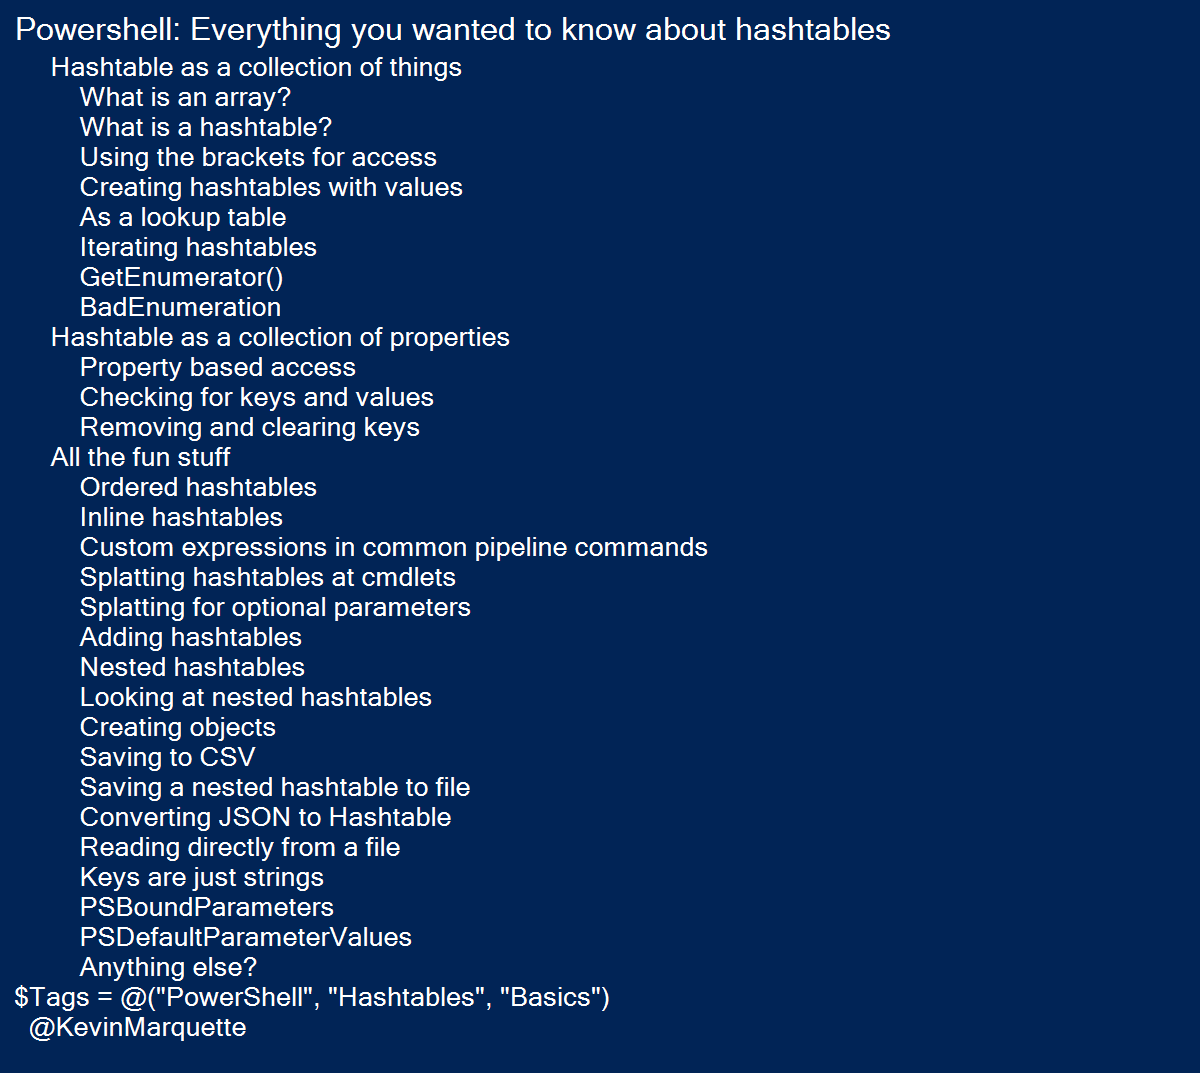 Powershell: Everything you wanted to know about hashtables
Hashtable as a collection of things
What is an array?
What is a hashtable?
Using the brackets for access
Creating hashtables with values
As a lookup table
Iterating hashtables
GetEnumerator()
BadEnumeration
Hashtable as a collection of properties
Property based access
Checking for keys and values
Removing and clearing keys
All the fun stuff
Ordered hashtables
Inline hashtables
Custom expressions in common pipeline commands
Splatting hashtables at cmdlets
Splatting for optional parameters
Adding hashtables
Nested hashtables
Looking at nested hashtables
Creating objects
Saving to CSV
Saving a nested hashtable to file
Converting JSON to Hashtable
Reading directly from a file
Keys are just strings
PSBoundParameters
PSDefaultParameterValues
Anything else?
$Tags = @("PowerShell", "Hashtables", "Basics")
@KevinMarquette